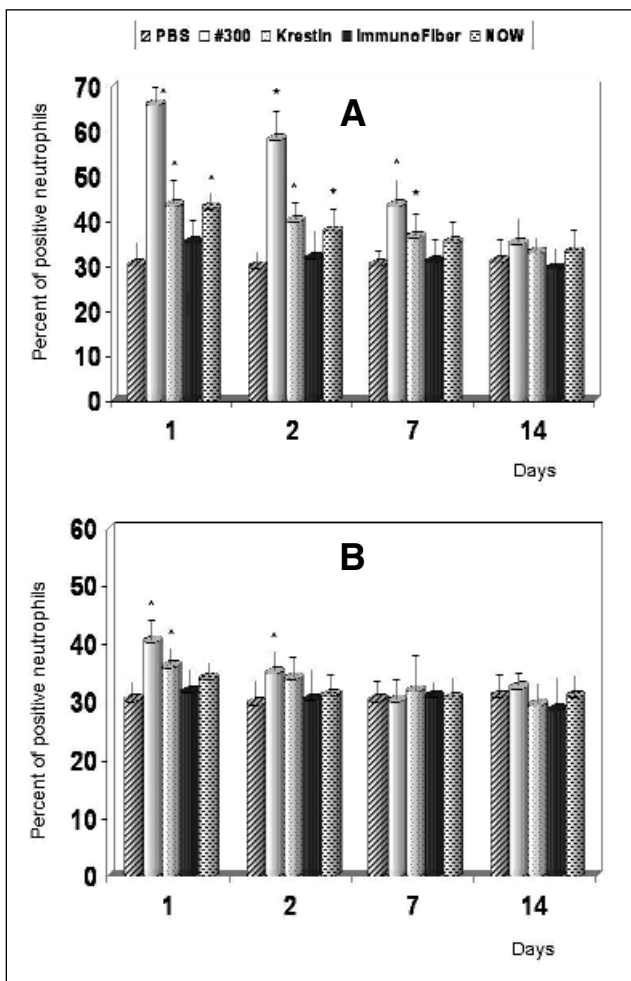 PBS #300 Krestin ImmunoFiber NOW
A
Percent of positive neutrophils
70
60
50
40
30
20
10
0
* * * * * * * *
1 2 7 14
Days
B
Percent of positive neutrophils
60
50
40
30
20
10
0
* * *
1 2 7 14
Days